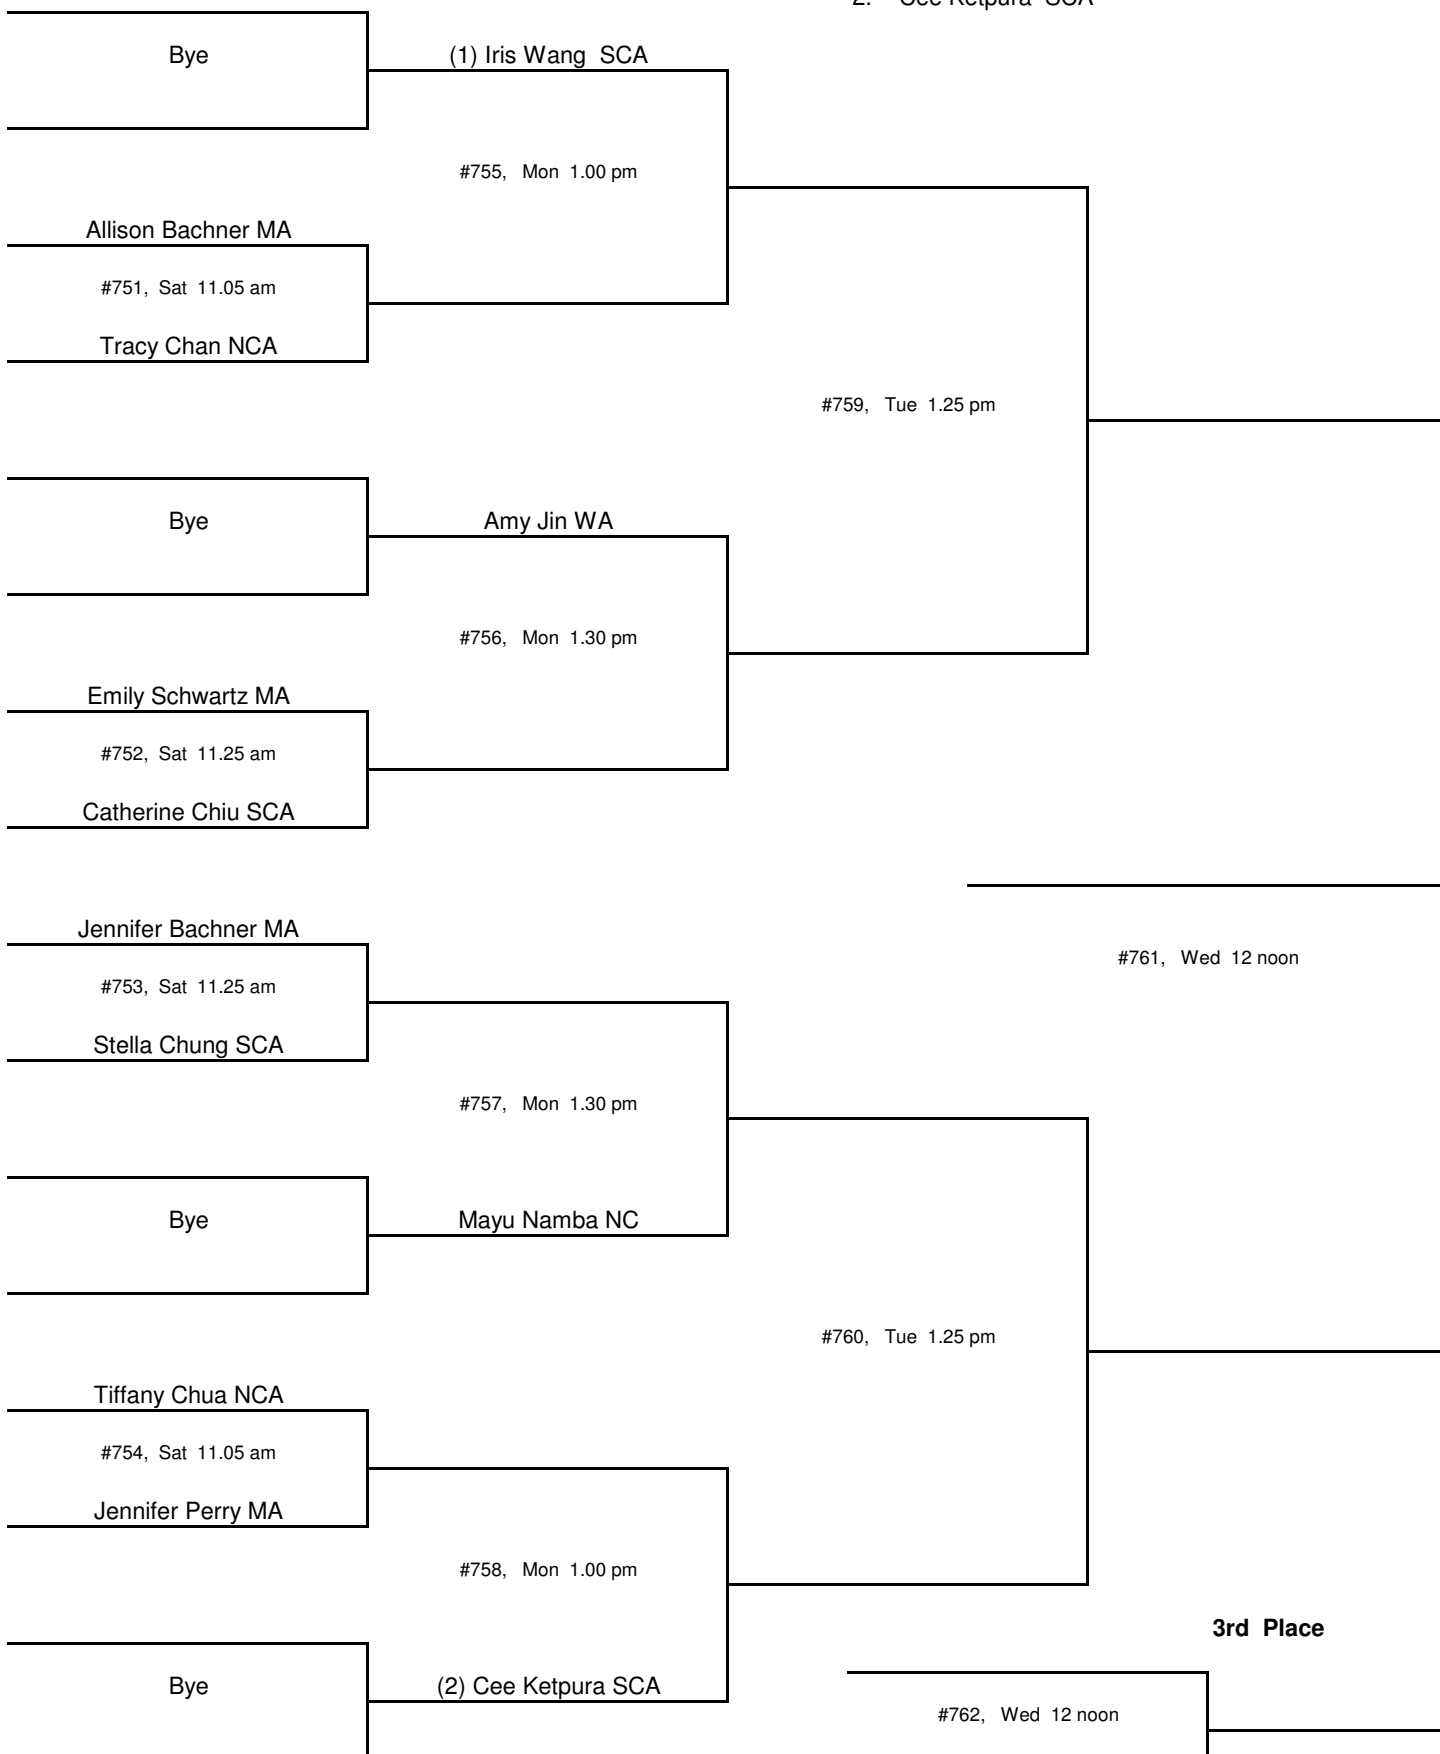 2. Cee Ketpura SCA
Bye
(1) Iris Wang SCA
#755, Mon 1.00 pm
Allison Bachner MA
#751, Sat 11.05 am
Tracy Chan NCA
#759, Tue 1.25 pm
Bye
Amy Jin WA
#756, Mon 1.30 pm
Emily Schwartz MA
#752, Sat 11.25 am
Catherine Chiu SCA
Jennifer Bachner MA
#761, Wed 12 noon
#753, Sat 11.25 am
Stella Chung SCA
#757, Mon 1.30 pm
Bye
Mayu Namba NC
#760, Tue 1.25 pm
Tiffany Chua NCA
#754, Sat 11.05 am
Jennifer Perry MA
#758, Mon 1.00 pm
3rd Place
Bye
(2) Cee Ketpura SCA
#762, Wed 12 noon